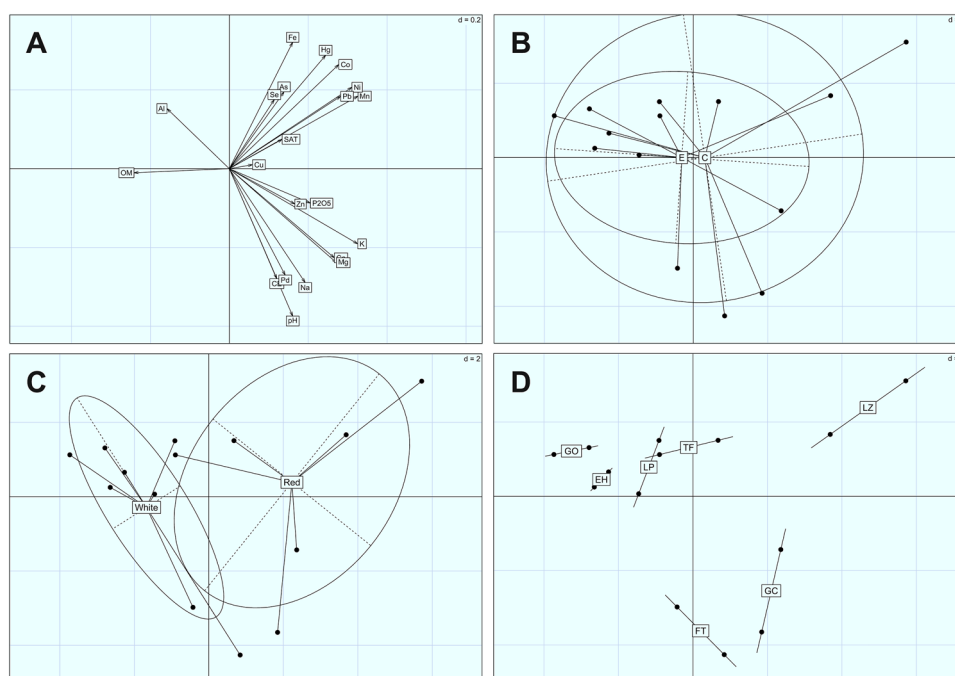 A
d = 0.2
Fe
Hg
Co
As
Se
Ni
Pb
Mn
Al
SAT
Cu
OM
Zn
P2O5
K
Mg
Pd
Na
pH
B
d
E
C
C
d = 2
Red
White
D
d
LZ
TF
GO
LP
EH
GC
FT